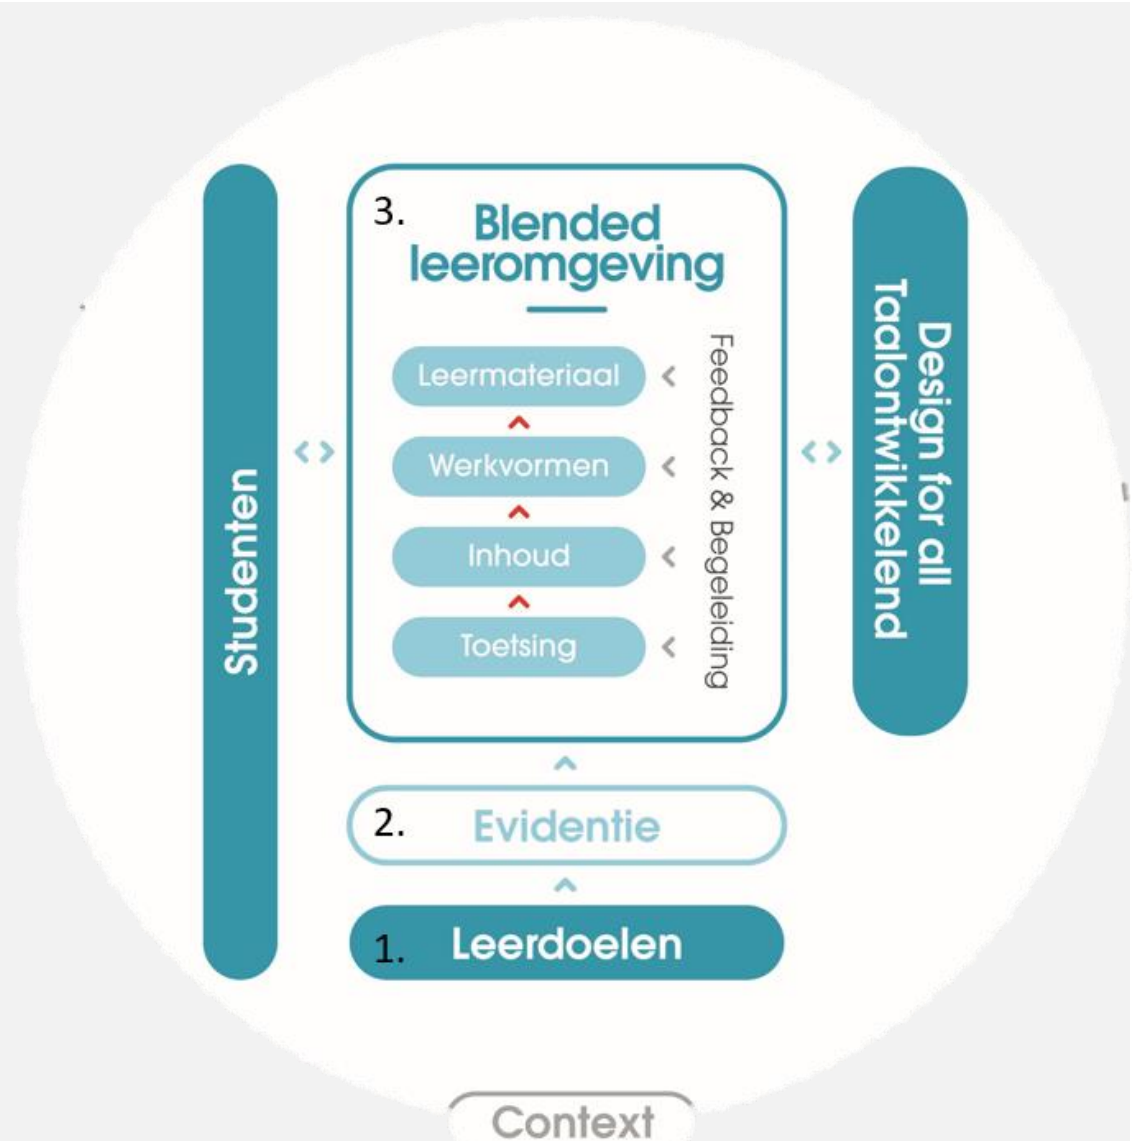 Studenten
3.
Blended
leeromgeving
Leermateriaal
Werkvormen
Inhoud
Toetsing
Feedback & Begeleiding
Design for all
Taalontwikkelend
2.
Evidentie
1.
Leerdoelen
Context